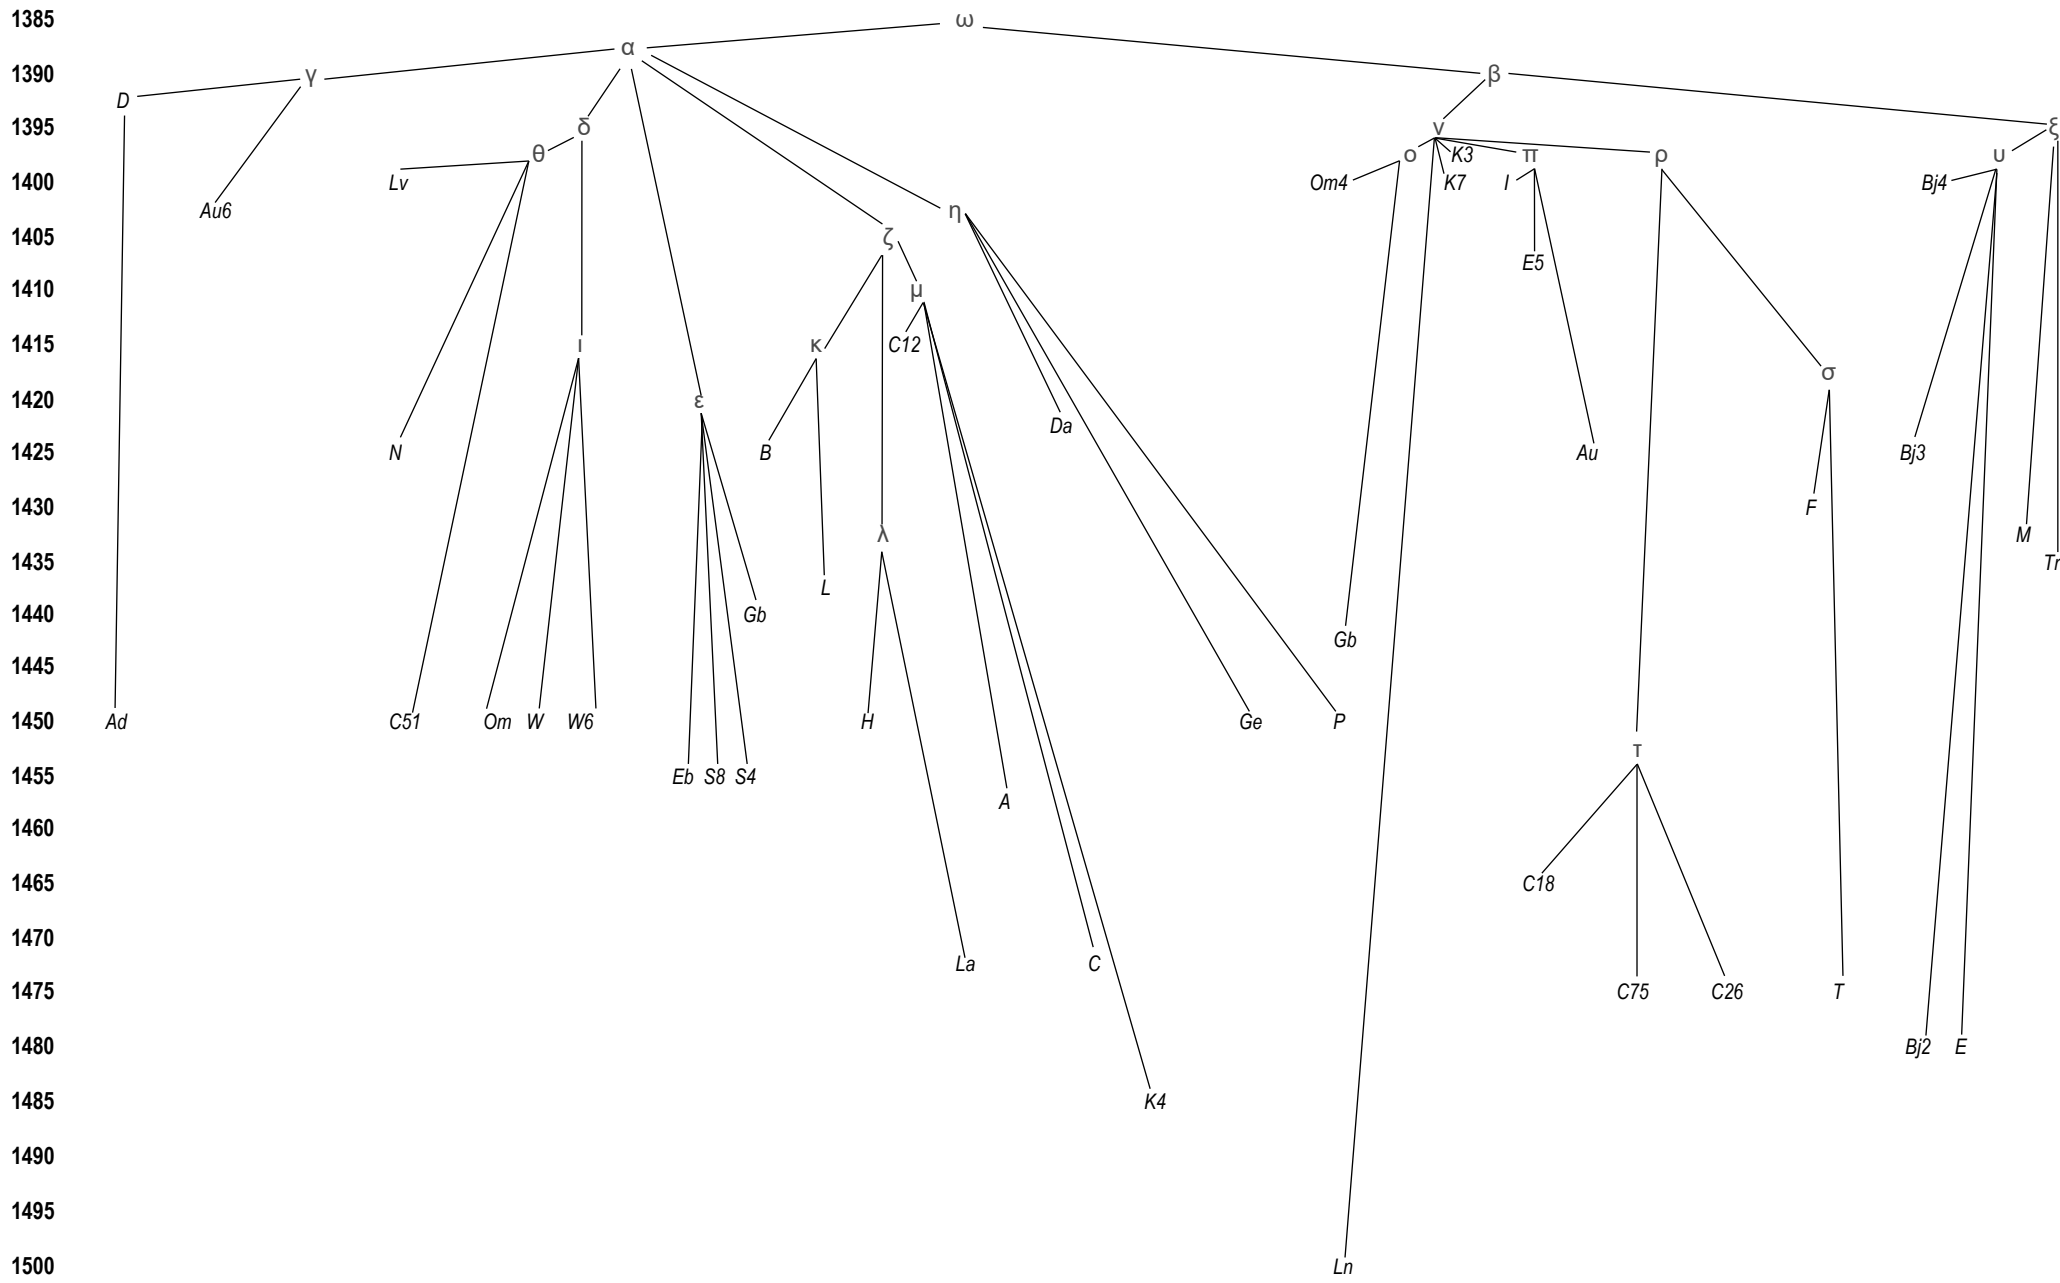 1385 ω
α
1390 γ β
D
1395 δ ν ξ
θ ο K3 π ρ υ
1400 Lv Om4 K7 I Bj4
Au6 η
1405 ζ
E5
1410 μ
1415 ι κ C12
σ
1420 ε
Da
1425 N B Au Bj3
1430 F
λ M
1435 Tr
L
1440 Gb
Gb
1445
1450 Ad C51 Om W W6 H Ge P
τ
1455 Eb S8 S4
A
1460
1465 C18
1470
La C
1475 C75 C26 T
1480 Bj2 E
1485 K4
1490
1495
1500 Ln